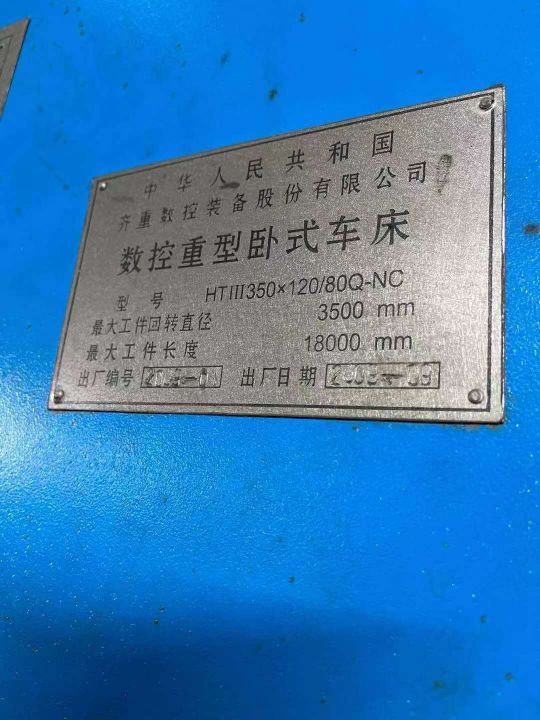 中华人民共和国
齐重数控装备股份有限公司
数控重型卧式车床
型号 HTIII350×120/80Q-NC
最大工件回转直径 3500 mm
最大工件长度 18000 mm
出厂编号 出厂日期